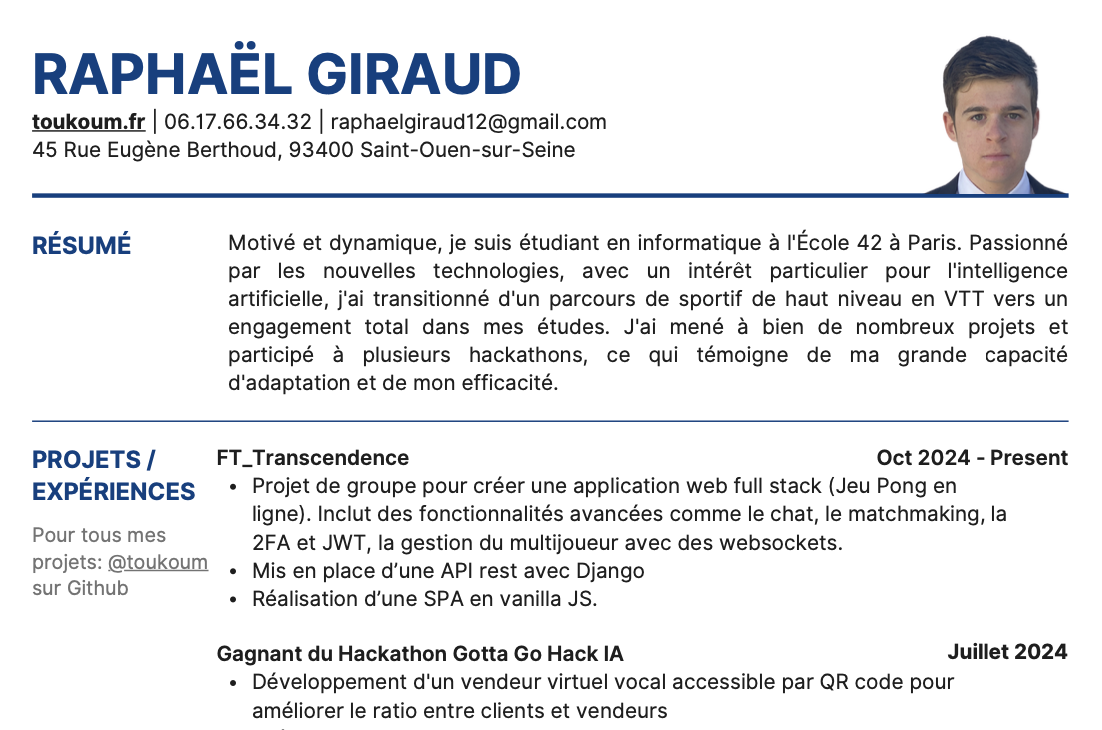 RAPHAËL GIRAUD
toukoum.fr | 06.17.66.34.32 | raphaelgiraud12@gmail.com
45 Rue Eugène Berthoud, 93400 Saint-Ouen-sur-Seine
RÉSUMÉ
Motivé et dynamique, je suis étudiant en informatique à l'École 42 à Paris. Passionné
par les nouvelles technologies, avec un intérêt particulier pour l'intelligence
artificielle, j'ai transitionné d'un parcours de sportif de haut niveau en VTT vers un
engagement total dans mes études. J'ai mené à bien de nombreux projets et
participé à plusieurs hackathons, ce qui témoigne de ma grande capacité
d'adaptation et de mon efficacité.
PROJETS /
EXPÉRIENCES
Pour tous mes
projets: @toukoum
sur Github
FT_Transcendence Oct 2024 - Present
• Projet de groupe pour créer une application web full stack (Jeu Pong en
ligne). Inclut des fonctionnalités avancées comme le chat, le matchmaking, la
2FA et JWT, la gestion du multijoueur avec des websockets.
• Mis en place d’une API rest avec Django
• Réalisation d’une SPA en vanilla JS.
Gagnant du Hackathon Gotta Go Hack IA Juillet 2024
• Développement d'un vendeur virtuel vocal accessible par QR code pour
améliorer le ratio entre clients et vendeurs